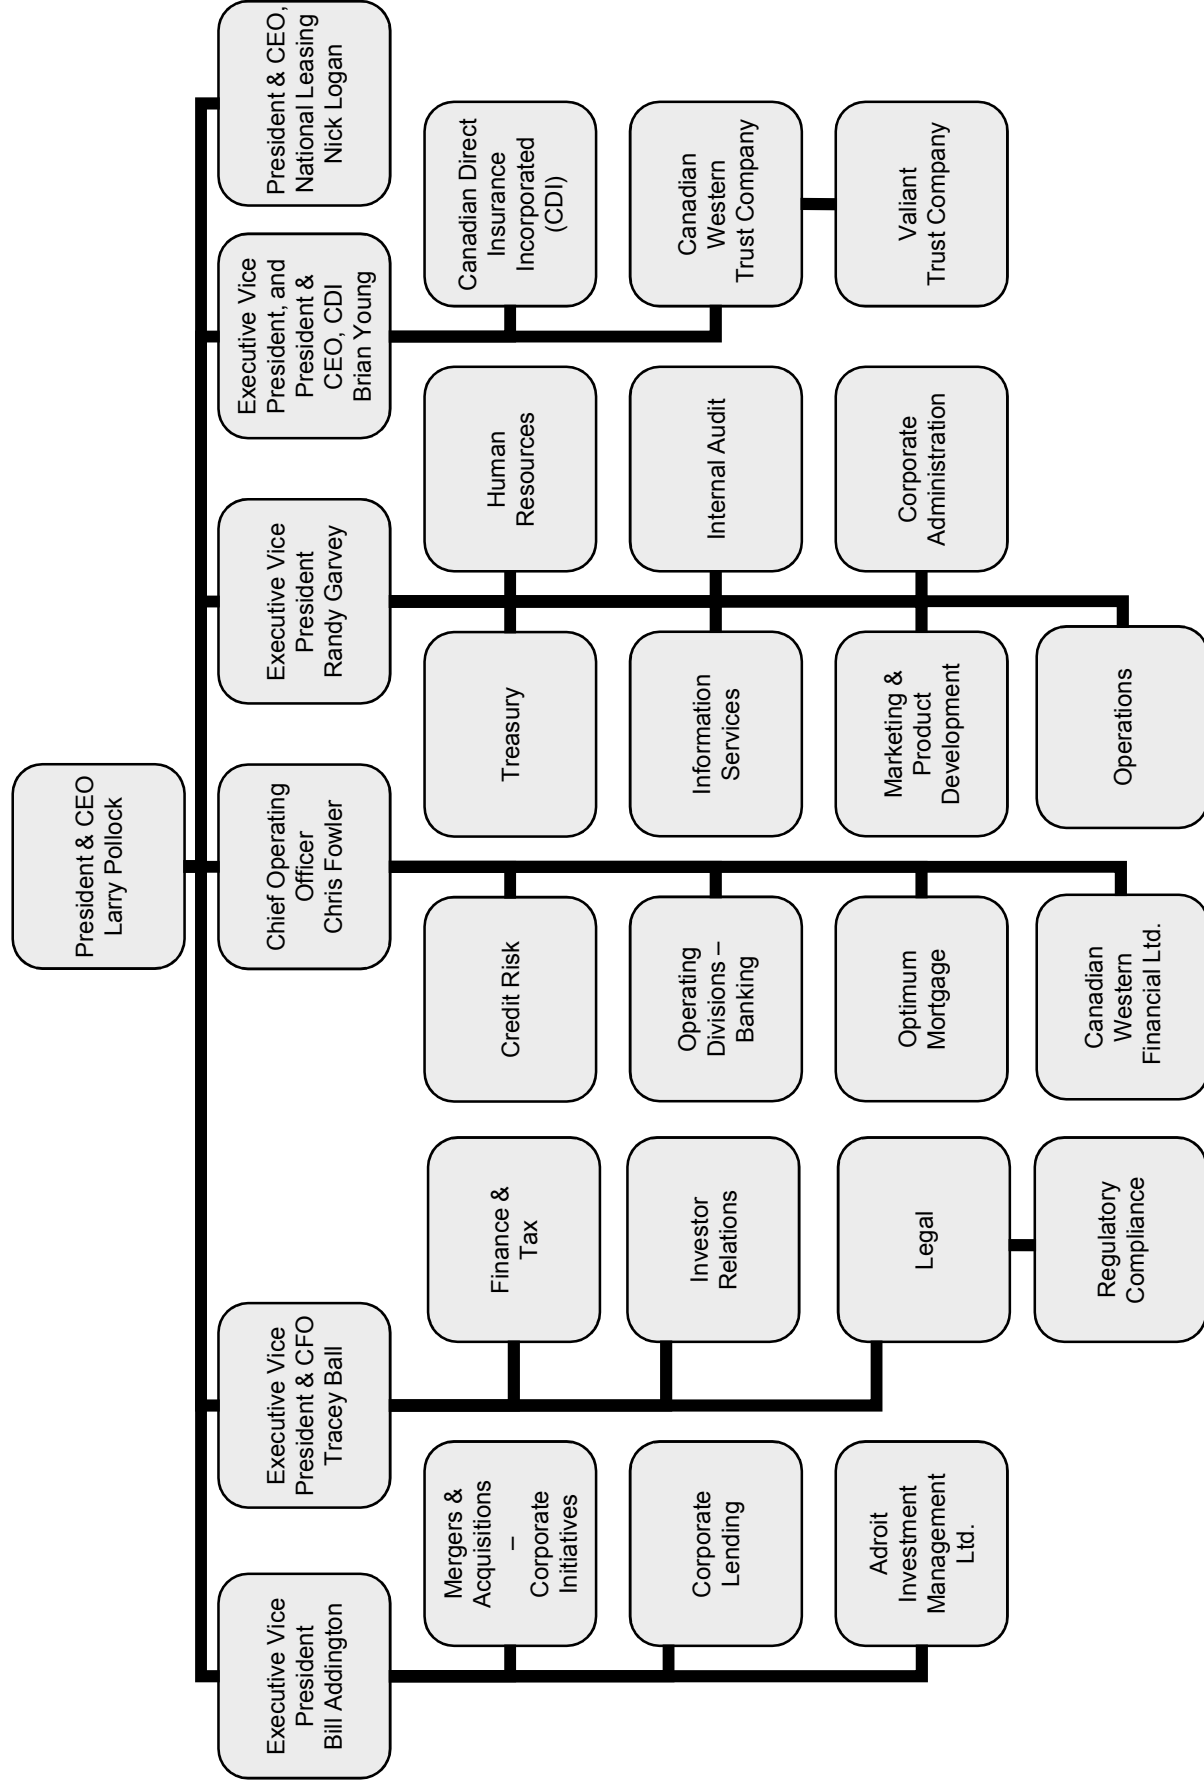 President & CEO
Larry Pollock
Executive Vice
President
Bill Addington
Executive Vice
President & CFO
Tracey Ball
Chief Operating
Officer
Chris Fowler
Executive Vice
President
Randy Garvey
Executive Vice
President, and
President &
CEO, CDI
Brian Young
President & CEO,
National Leasing
Nick Logan
Mergers &
Acquisitions
–
Corporate
Initiatives
Finance &
Tax
Credit Risk
Treasury
Human
Resources
Canadian Direct
Insurance
Incorporated
(CDI)
Corporate
Lending
Investor
Relations
Operating
Divisions –
Banking
Information
Services
Internal Audit
Canadian
Western
Trust Company
Adroit
Investment
Management
Ltd.
Legal
Optimum
Mortgage
Marketing &
Product
Development
Corporate
Administration
Valiant
Trust Company
Regulatory
Compliance
Canadian
Western
Financial Ltd.
Operations